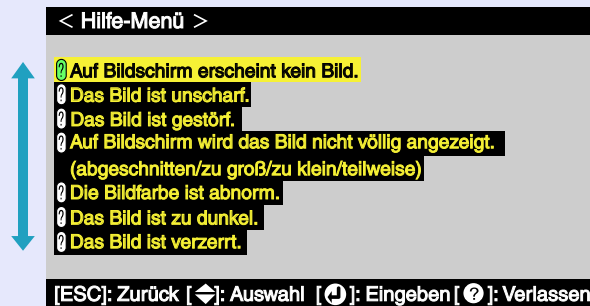 < Hilfe-Menü >
Auf Bildschirm erscheint kein Bild.
Das Bild ist unscharf.
Das Bild ist gestörf.
Auf Bildschirm wird das Bild nicht völlig angezeigt.
(abgeschnitten/zu groß/zu klein/teilweise)
Die Bildfarbe ist abnorm.
Das Bild ist zu dunkel.
Das Bild ist verzerrt.
[ESC]: Zurück [◆]: Auswahl [↵]: Eingeben [?]: Verlassen